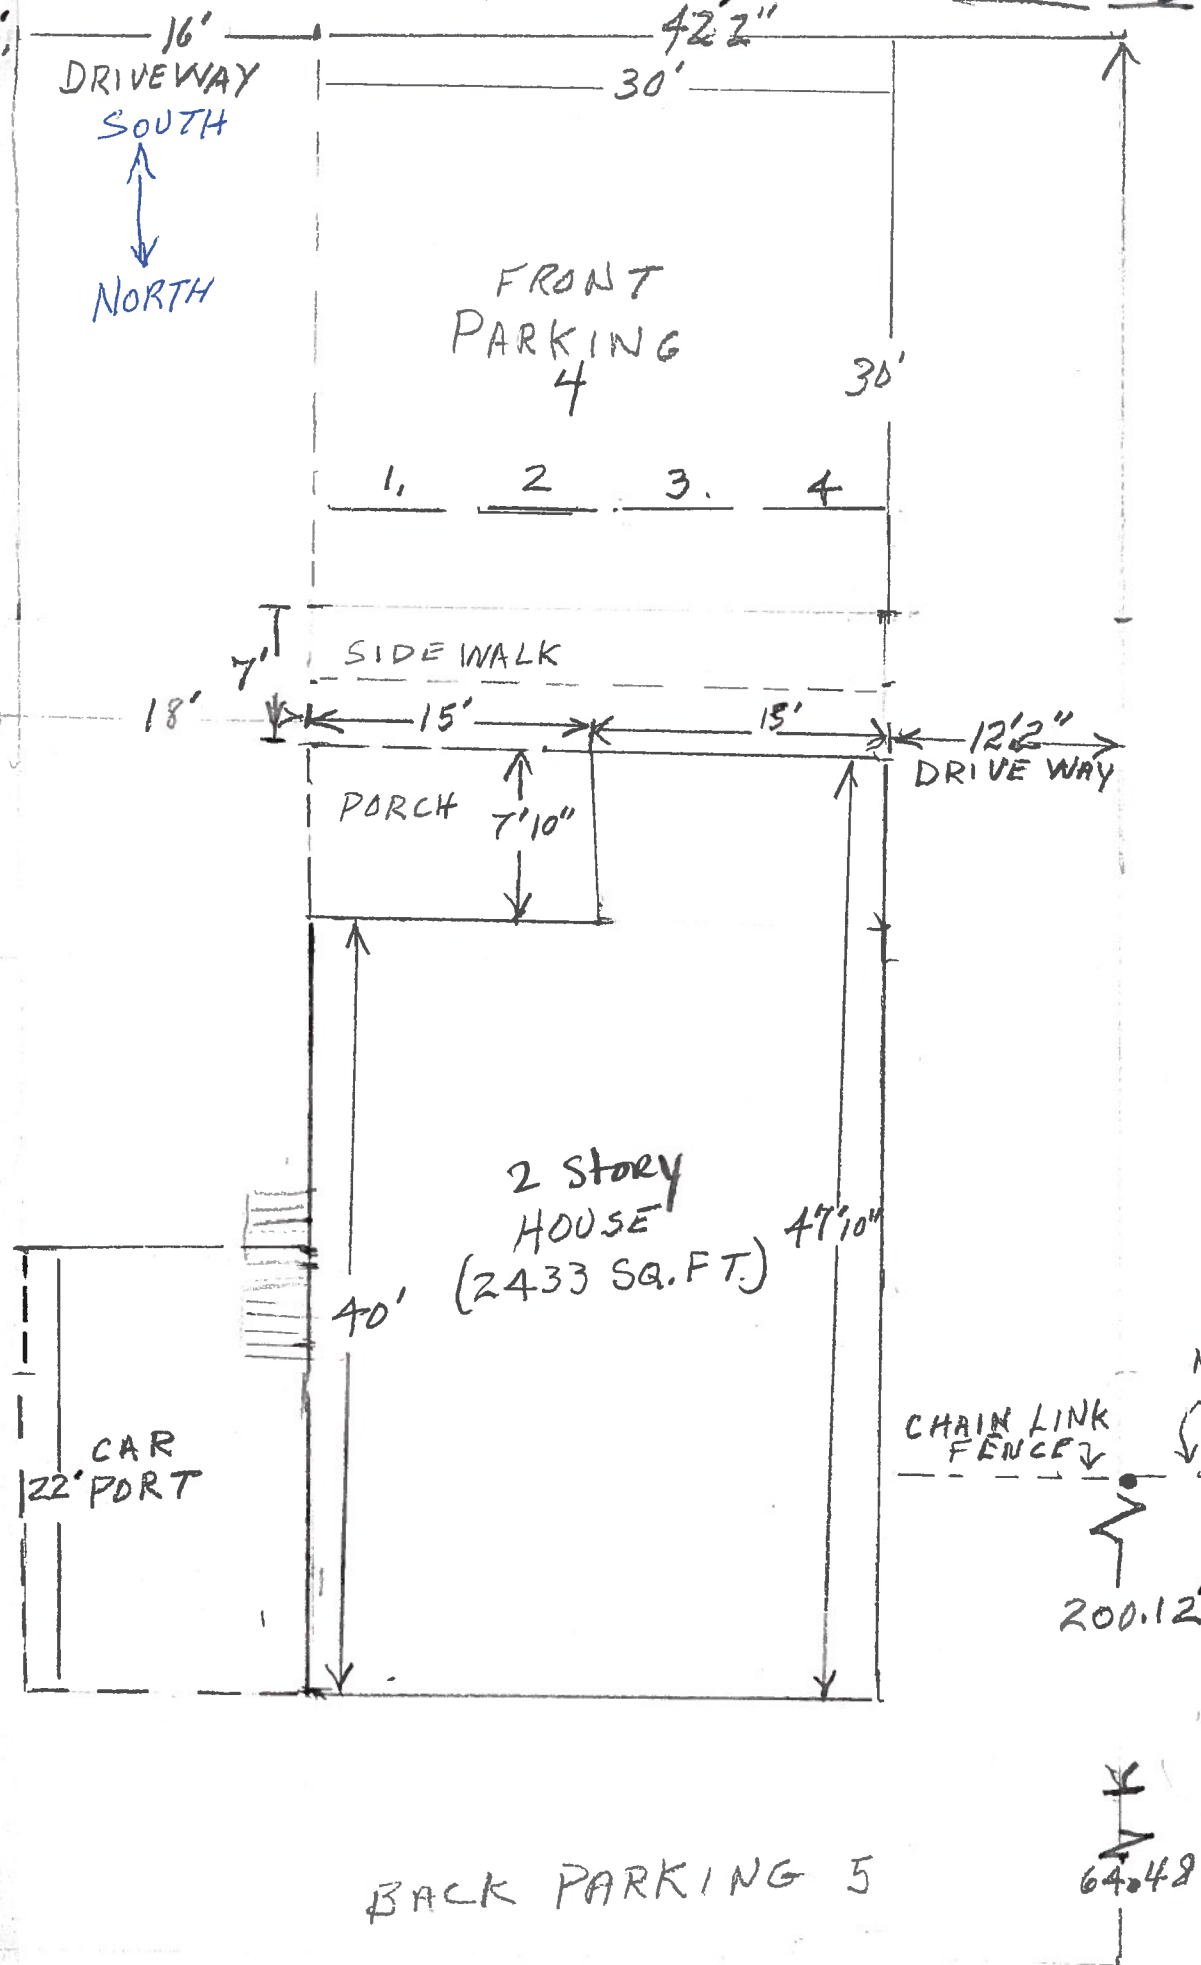 16'
42'2"
DRIVEWAY
30'
SOUTH
NORTH
FRONT
PARKING
4
30'
1. 2 3. 4
7'
SIDEWALK
18'
15'
15'
12'2"
DRIVE WAY
PORCH
7'10"
2 STORY
HOUSE
(2433 SQ.FT.)
47'10"
40'
CAR
PORT
22'
CHAIN LINK
FENCE
200.12'
64.48
BACK PARKING 5